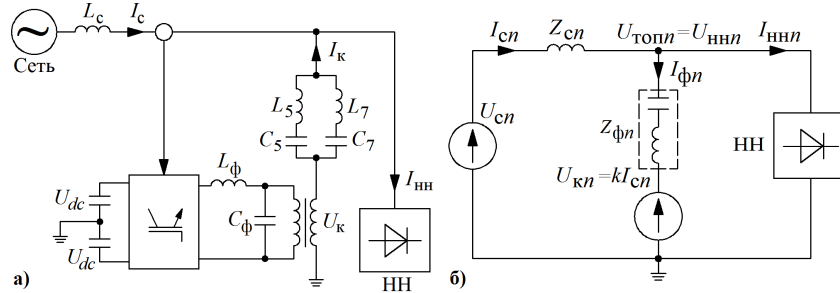 Lс
Iс
Сеть
Iк
L5
L7
C5
C7
Lф
Cф
Uк
Udc
Udc
Iнн
НН
а)
Iсn
Zсn
Uтопn=Uннn
Iннn
Iфn
Uсn
Zфn
НН
Uкn=kIсn
б)